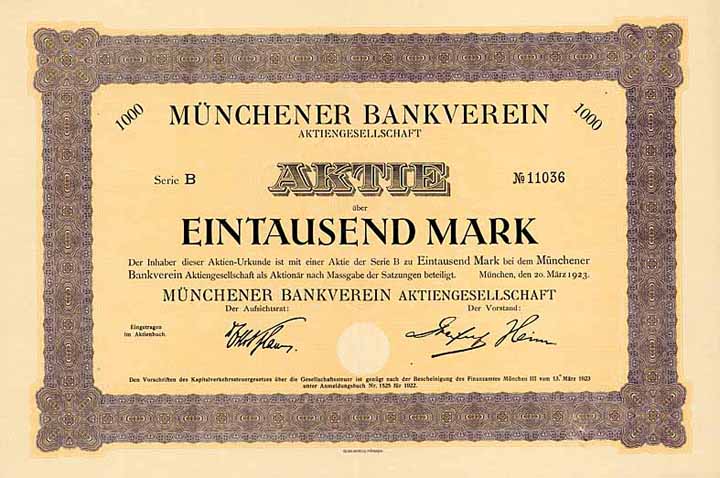 1000
1000
MÜNCHENER BANKVEREIN
AKTIENGESELLSCHAFT
Serie B
AKTIE
№ 11036
über
EINTAUSEND MARK
Der Inhaber dieser Aktien-Urkunde ist mit einer Aktie der Serie B zu Eintausend Mark bei dem Münchener
Bankverein Aktiengesellschaft als Aktionär nach Massgabe der Satzungen beteiligt. München, den 20. März 1923.
MÜNCHENER BANKVEREIN AKTIENGESELLSCHAFT
Der Aufsichtsrat:
Der Vorstand:
Eingetragen
im Aktienbuch.
Den Vorschriften des Kapitalverkehrsteuergesetzes über die Gesellschaftsteuer ist genügt nach der Bescheinigung des Finanzamtes München III vom 13. März 1923
unter Anmeldungsbuch Nr. 1525 für 1922.